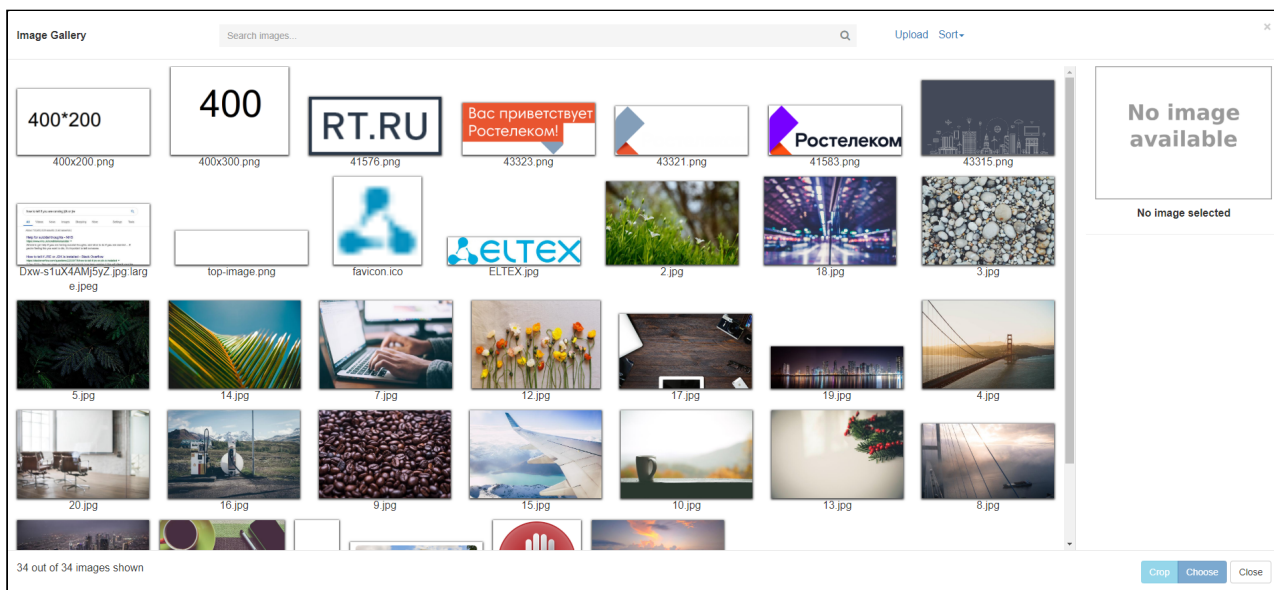 Image Gallery
Search images...
Upload Sort
×
400*200
400
RT.RU
Вас приветствует
Ростелеком!
Ростелеком
No image
available
400x200.png 400x300.png 41576.png 43323.png 43321.png 41583.png 43315.png
No image selected
ELTEX
Dxw-s1uX4AMj5yZ.jpg:larg
e.jpeg
top-image.png favicon.ico ELTEX.jpg 2.jpg 18.jpg 3.jpg
5.jpg 14.jpg 7.jpg 12.jpg 17.jpg 19.jpg 4.jpg
20.jpg 16.jpg 9.jpg 15.jpg 10.jpg 13.jpg 8.jpg
34 out of 34 images shown
Crop Choose Close